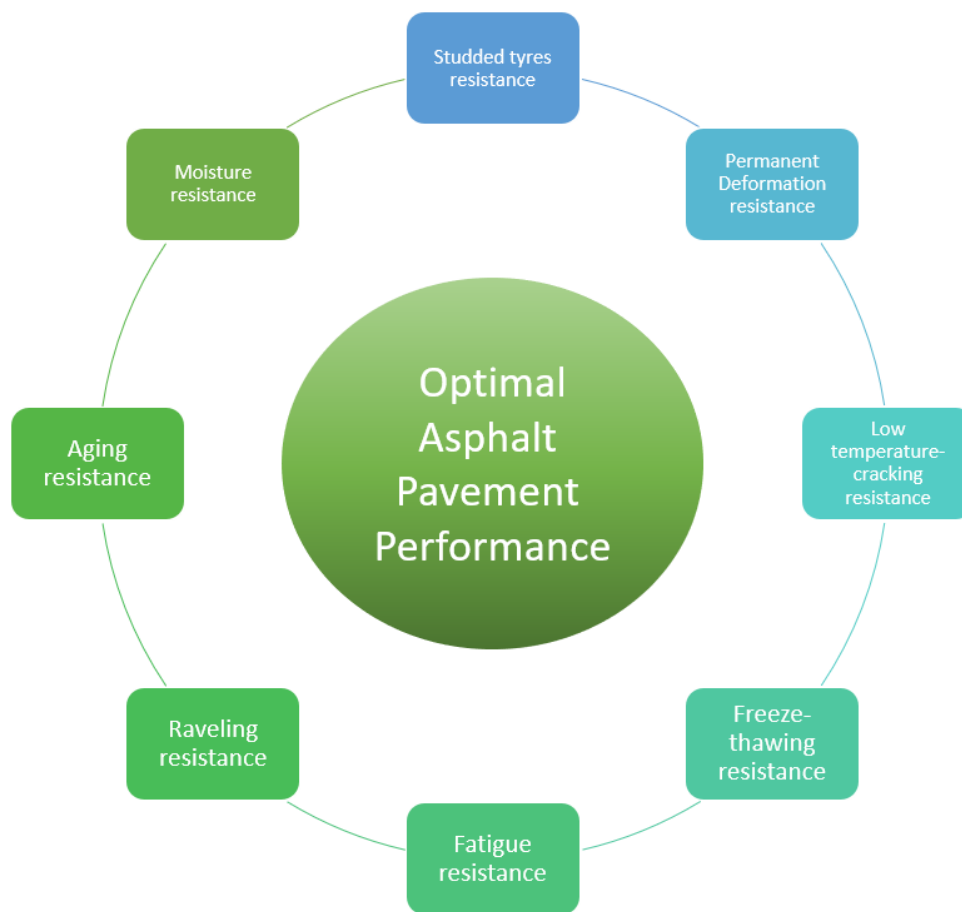 Studded tyres
resistance
Permanent
Deformation
resistance
Low
temperature-
cracking
resistance
Freeze-
thawing
resistance
Fatigue
resistance
Raveling
resistance
Aging
resistance
Moisture
resistance
Optimal
Asphalt
Pavement
Performance